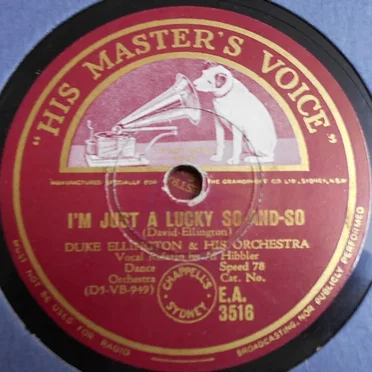 "HIS MASTER'S VOICE"
MANUFACTURED SPECIALLY FOR THE GRAMOPHONE CO LTD., SYDNEY, N.S.W.
I'M JUST A LUCKY SO-AND-SO
(David-Ellington)
DUKE ELLINGTON & HIS ORCHESTRA
Vocal Refrain by Al Hibbler
Dance Speed 78
Orchestra Cat. No.
(D5-VB-949) E.A.
3516
CHAPPELL'S
SYDNEY
MUST NOT BE USED FOR RADIO BROADCASTING, NOR PUBLICLY PERFORMED